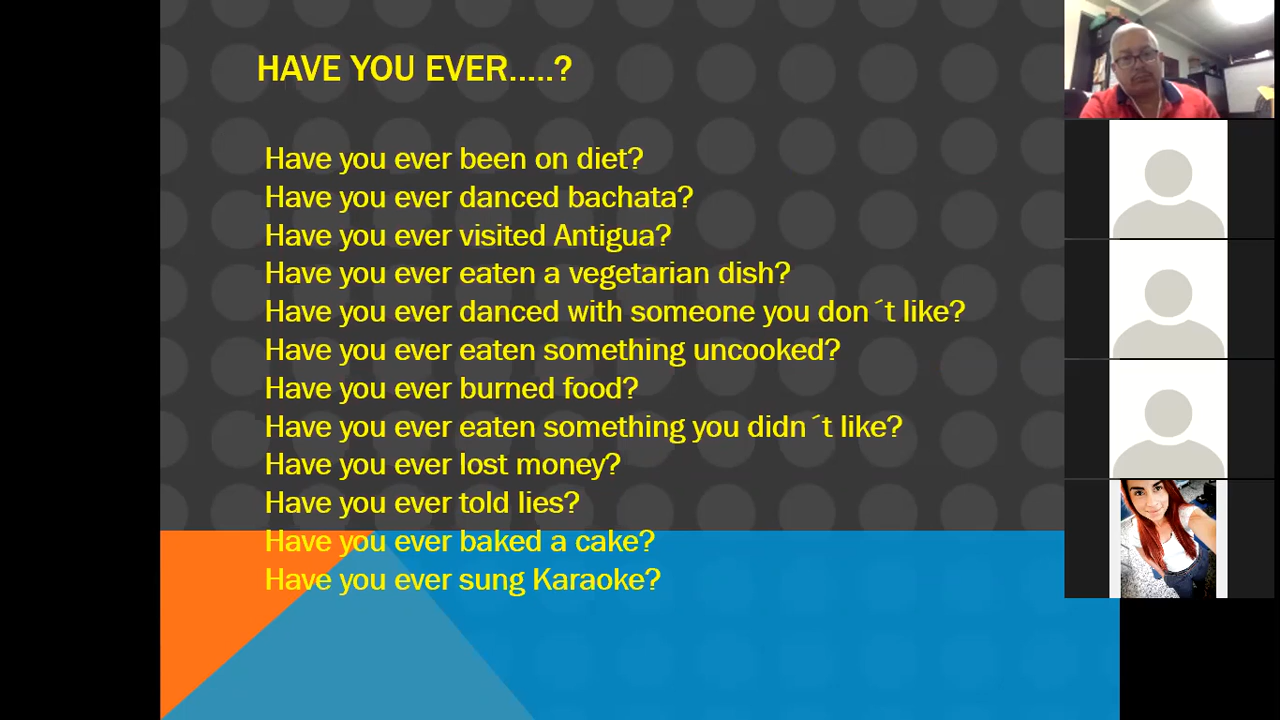 HAVE YOU EVER.....?
Have you ever been on diet?
Have you ever danced bachata?
Have you ever visited Antigua?
Have you ever eaten a vegetarian dish?
Have you ever danced with someone you don´t like?
Have you ever eaten something uncooked?
Have you ever burned food?
Have you ever eaten something you didn´t like?
Have you ever lost money?
Have you ever told lies?
Have you ever baked a cake?
Have you ever sung Karaoke?